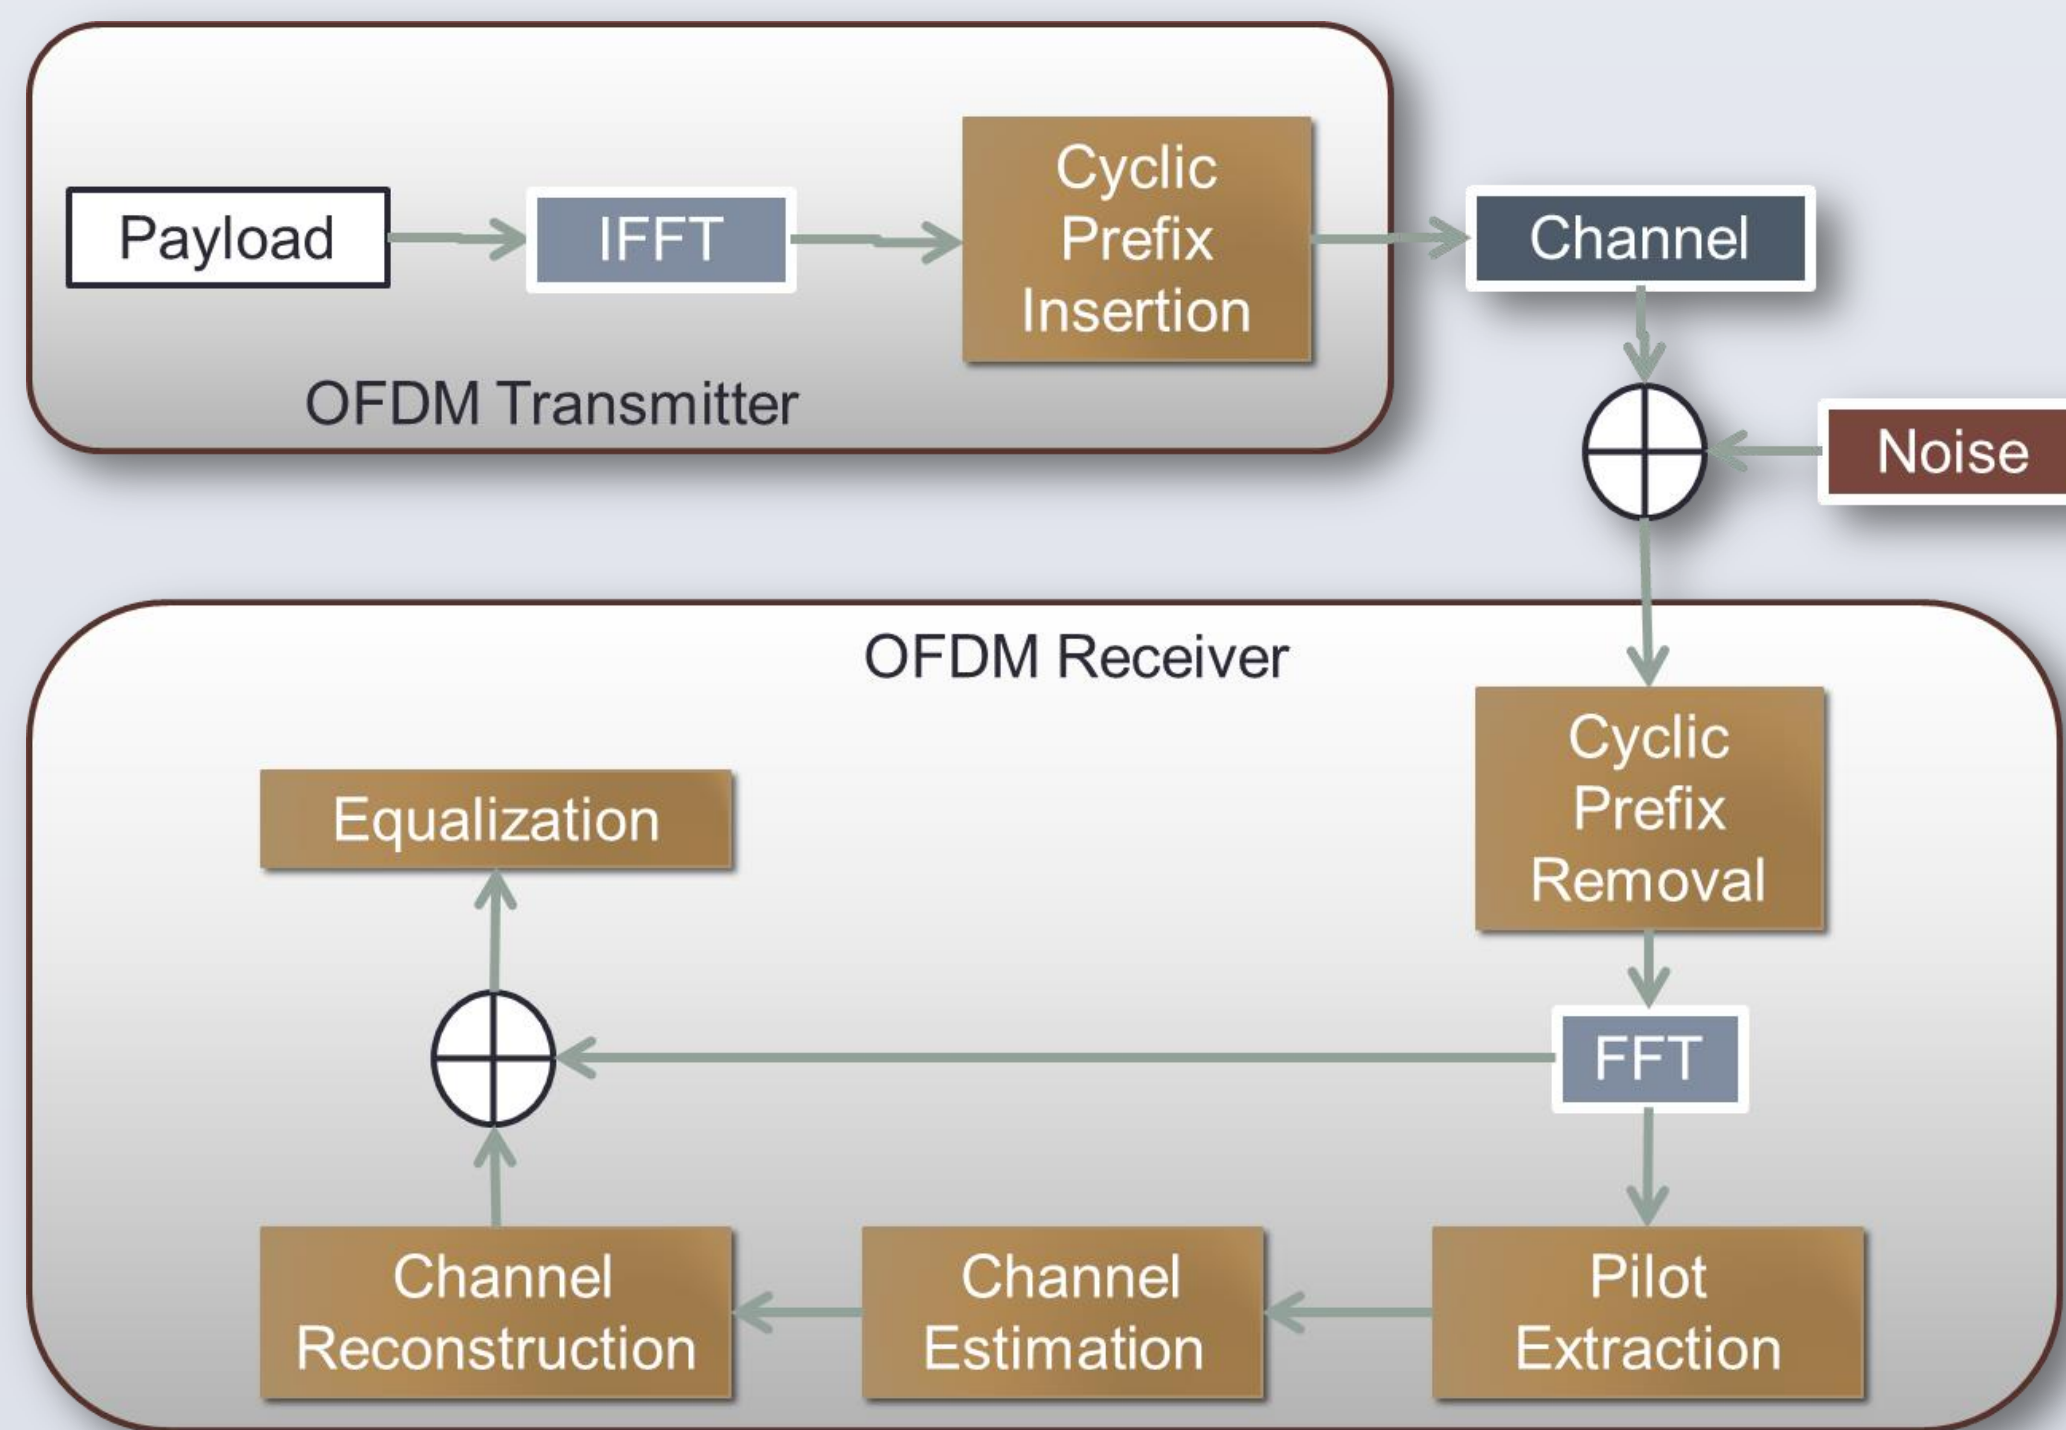 Payload
IFFT
Cyclic
Prefix
Insertion
Channel
OFDM Transmitter
Noise
OFDM Receiver
Cyclic
Prefix
Removal
Equalization
FFT
Channel
Reconstruction
Channel
Estimation
Pilot
Extraction